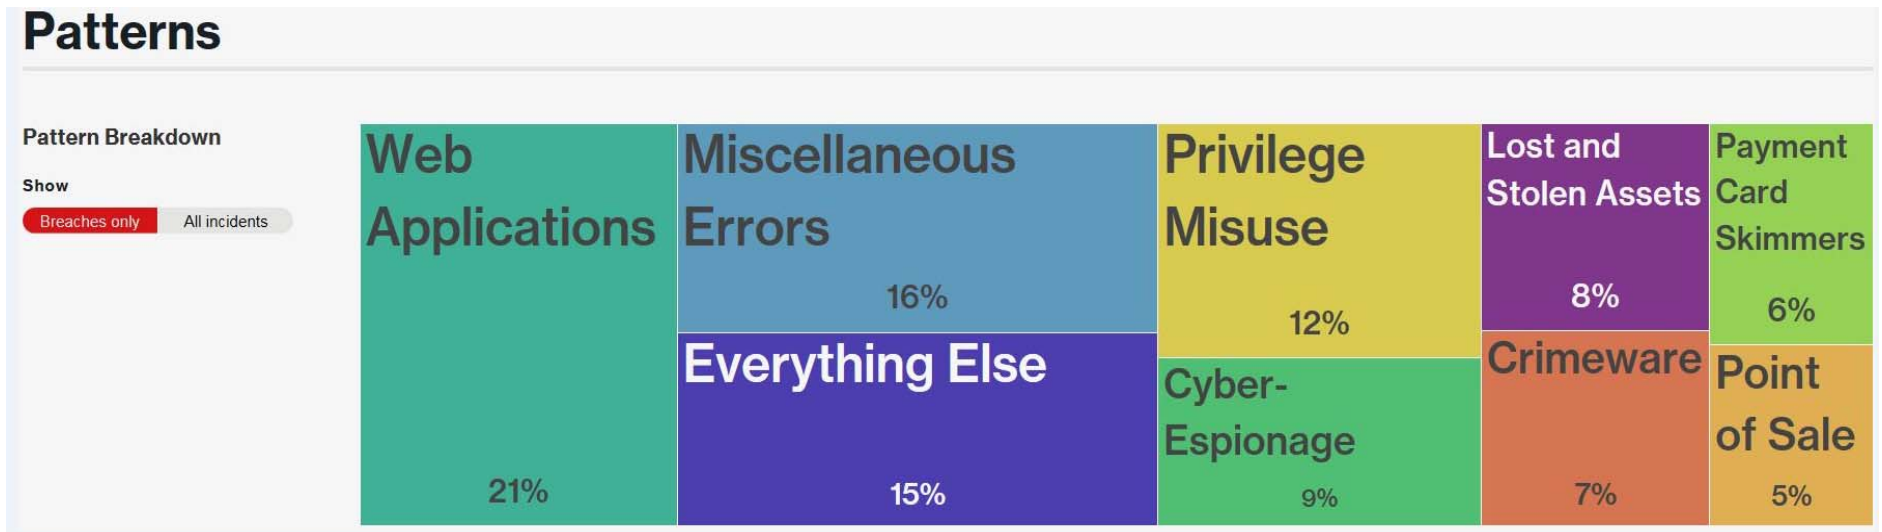 Patterns
Pattern Breakdown
Show
Breaches only
All incidents
Web
Applications
21%
Miscellaneous
Errors
16%
Everything Else
15%
Privilege
Misuse
12%
Cyber-
Espionage
9%
Lost and
Stolen Assets
8%
Crimeware
7%
Payment
Card
Skimmers
6%
Point
of Sale
5%